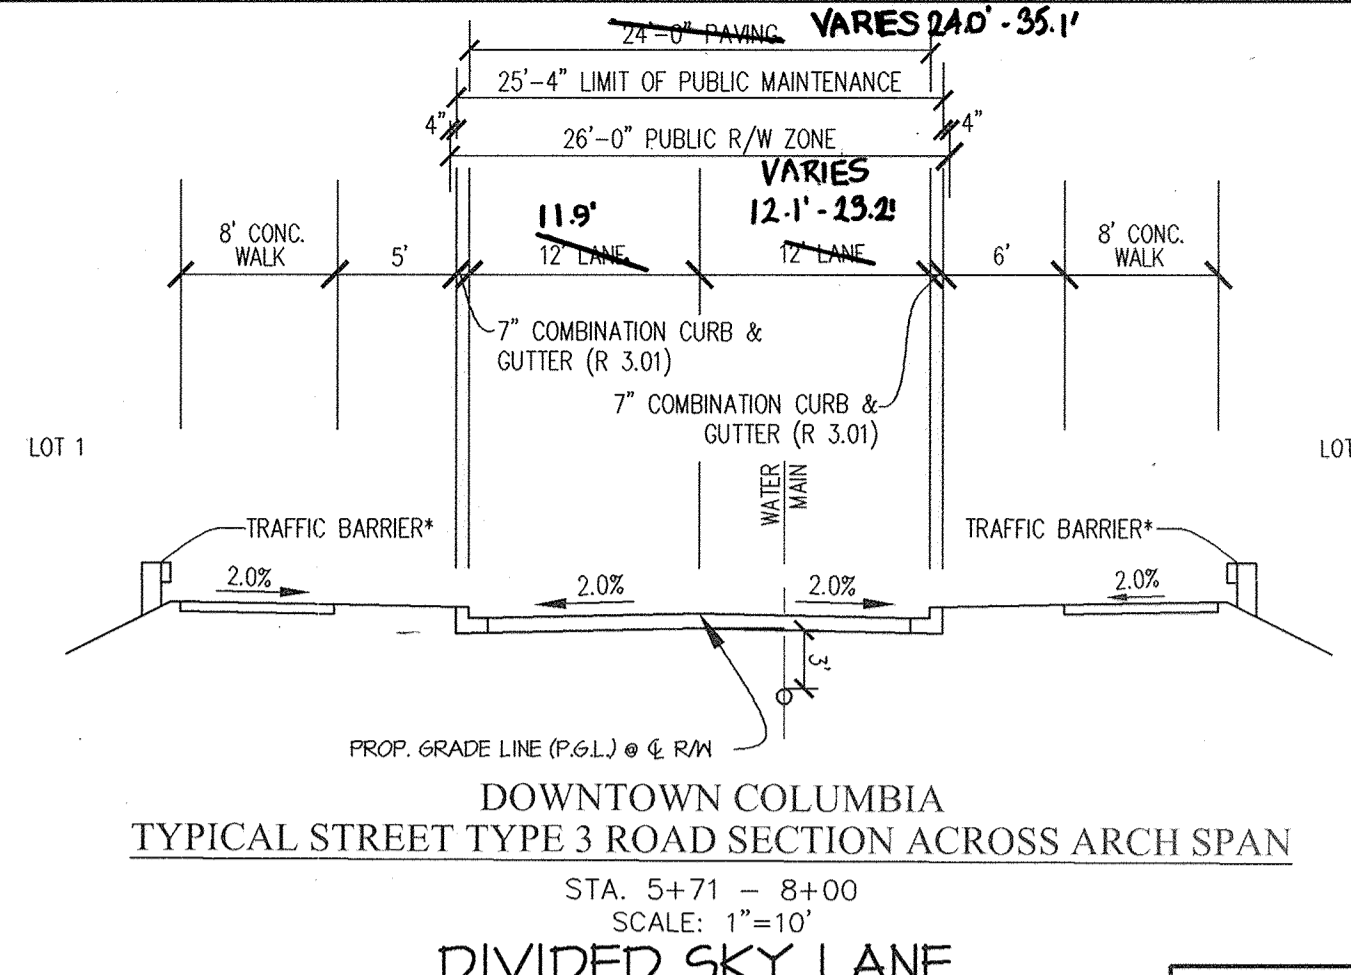 24'-0" PAVING VARIES 24.0' - 35.1'
25'-4" LIMIT OF PUBLIC MAINTENANCE
4" 4"
26'-0" PUBLIC R/W ZONE
VARIES
11.9' 12.1' - 23.2'
8' CONC. WALK
5'
12' LANE
12' LANE
6'
8' CONC. WALK
7" COMBINATION CURB &
GUTTER (R 3.01)
7" COMBINATION CURB &
GUTTER (R 3.01)
LOT 1
LOT
WATER
MAIN
TRAFFIC BARRIER*
TRAFFIC BARRIER*
2.0% 2.0% 2.0% 2.0%
3'
PROP. GRADE LINE (P.G.L.) @ ℄ R/W
DOWNTOWN COLUMBIA
TYPICAL STREET TYPE 3 ROAD SECTION ACROSS ARCH SPAN
STA. 5+71 - 8+00
SCALE: 1"=10'
DIVIDED SKY LANE